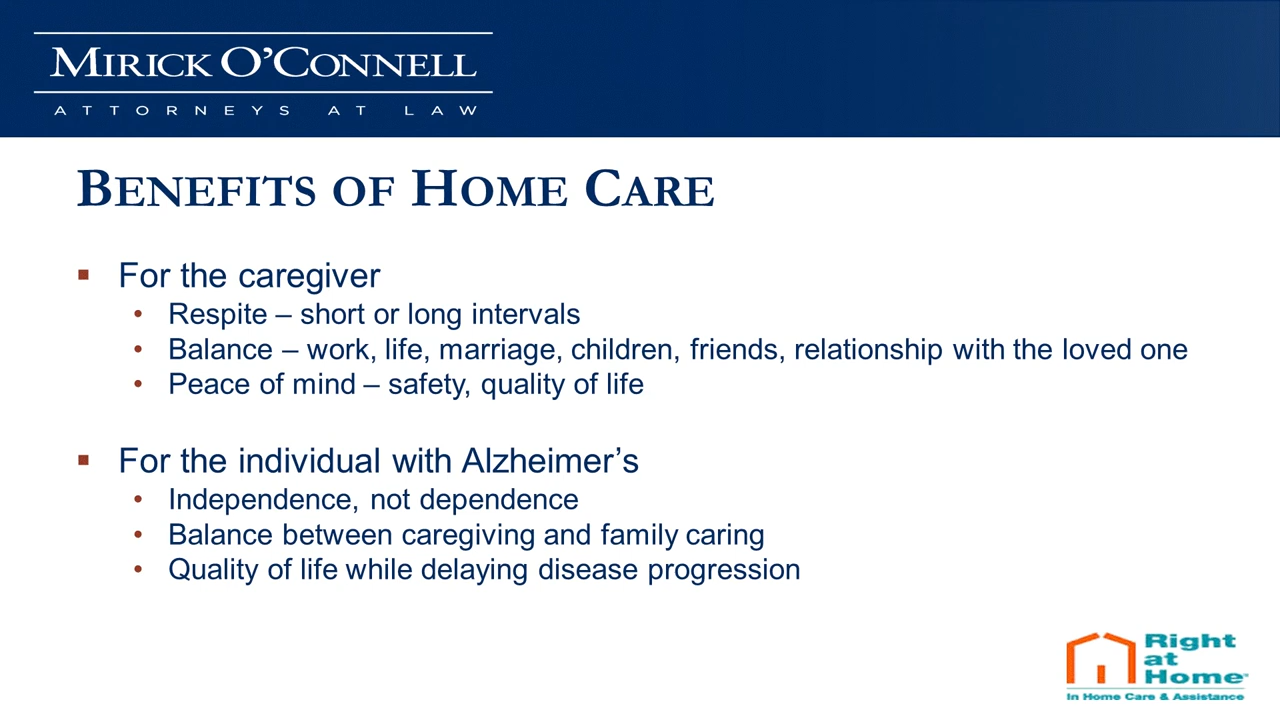 MIRICK O’CONNELL
ATTORNEYS AT LAW
BENEFITS OF HOME CARE
▪ For the caregiver
• Respite – short or long intervals
• Balance – work, life, marriage, children, friends, relationship with the loved one
• Peace of mind – safety, quality of life
▪ For the individual with Alzheimer’s
• Independence, not dependence
• Balance between caregiving and family caring
• Quality of life while delaying disease progression
Right
at
Home
In Home Care & Assistance